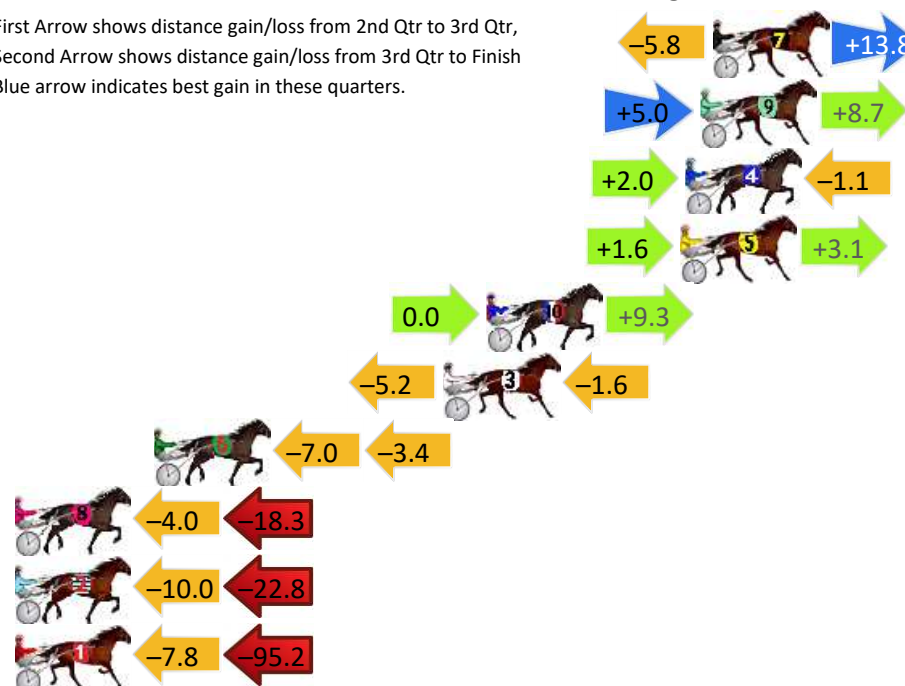 First Arrow shows distance gain/loss from 2nd Qtr to 3rd Qtr,
Second Arrow shows distance gain/loss from 3rd Qtr to Finish
Blue arrow indicates best gain in these quarters.
–5.8 7 +13.8
+5.0 9 +8.7
+2.0 4 –1.1
+1.6 5 +3.1
0.0 10 +9.3
–5.2 3 –1.6
6 –7.0 –3.4
8 –4.0 –18.3
2 –10.0 –22.8
1 –7.8 –95.2